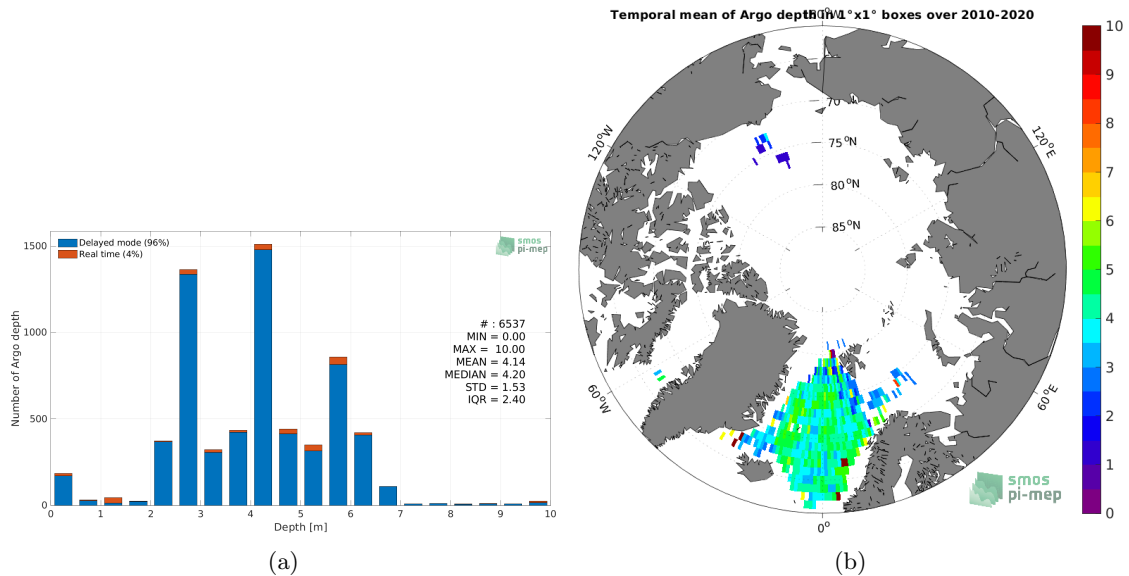 1500
1000
500
0
Number of Argo depth
Delayed mode (96%)
Real time (4%)
smos
pi-mep
# : 6537
MIN = 0.00
MAX = 10.00
MEAN = 4.14
MEDIAN = 4.20
STD = 1.53
IQR = 2.40
0 1 2 3 4 5 6 7 8 9 10
Depth [m]
(a)
Temporal mean of Argo depth in 1°x1° boxes over 2010-2020
180°W
120°W
120°E
70°N
75°N
80°N
85°N
60°W
60°E
0°
smos
pi-mep
10
9
8
7
6
5
4
3
2
1
0
(b)